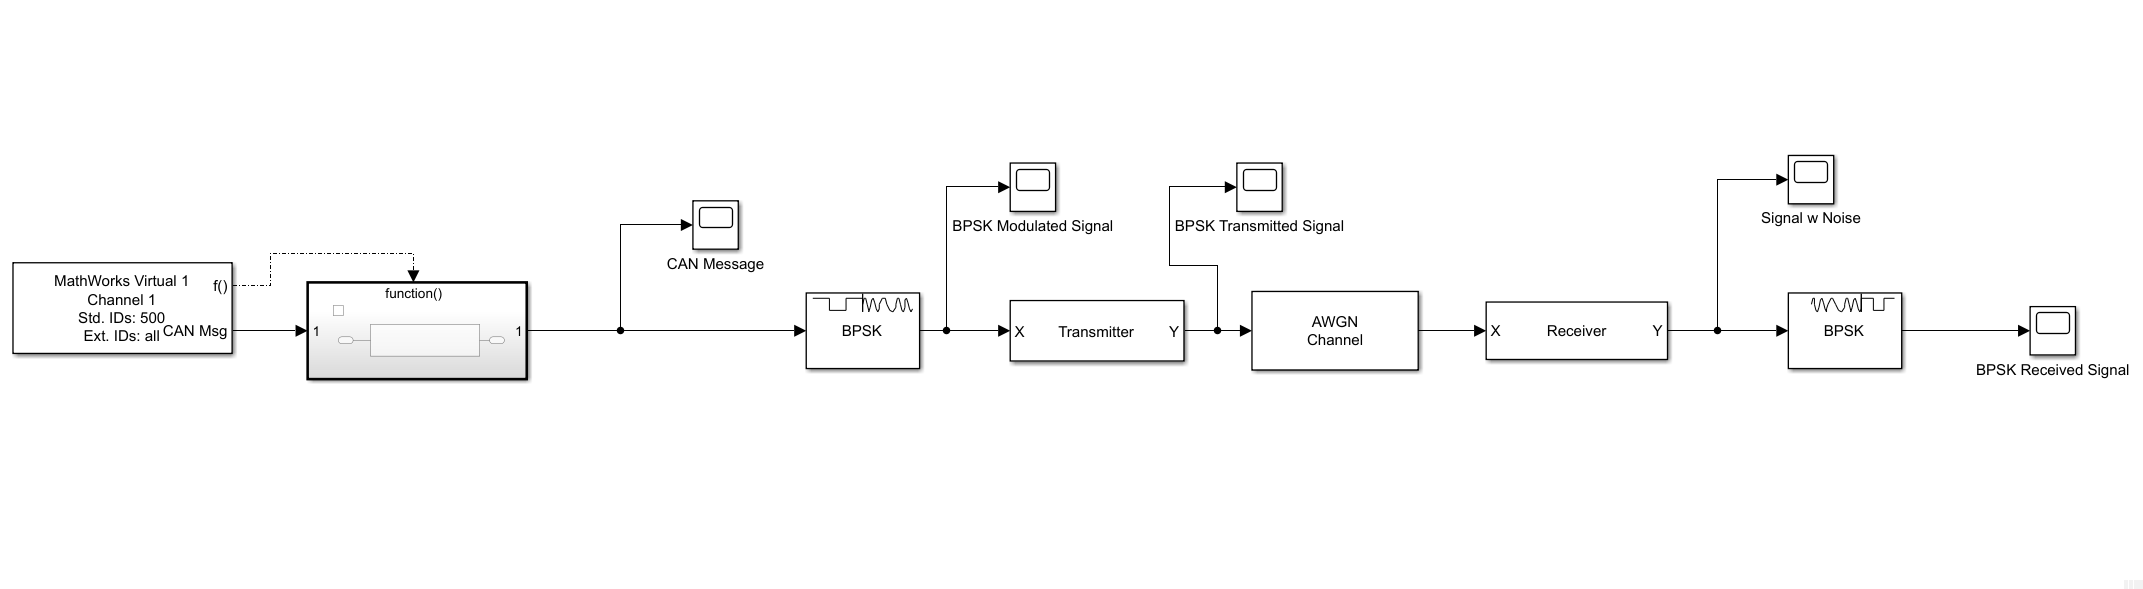 MathWorks Virtual 1
Channel 1
Std. IDs: 500
Ext. IDs: all
f()
CAN Msg
function()
1
1
CAN Message
BPSK
BPSK Modulated Signal
X
Transmitter
Y
BPSK Transmitted Signal
AWGN
Channel
X
Receiver
Y
Signal w Noise
BPSK
BPSK Received Signal